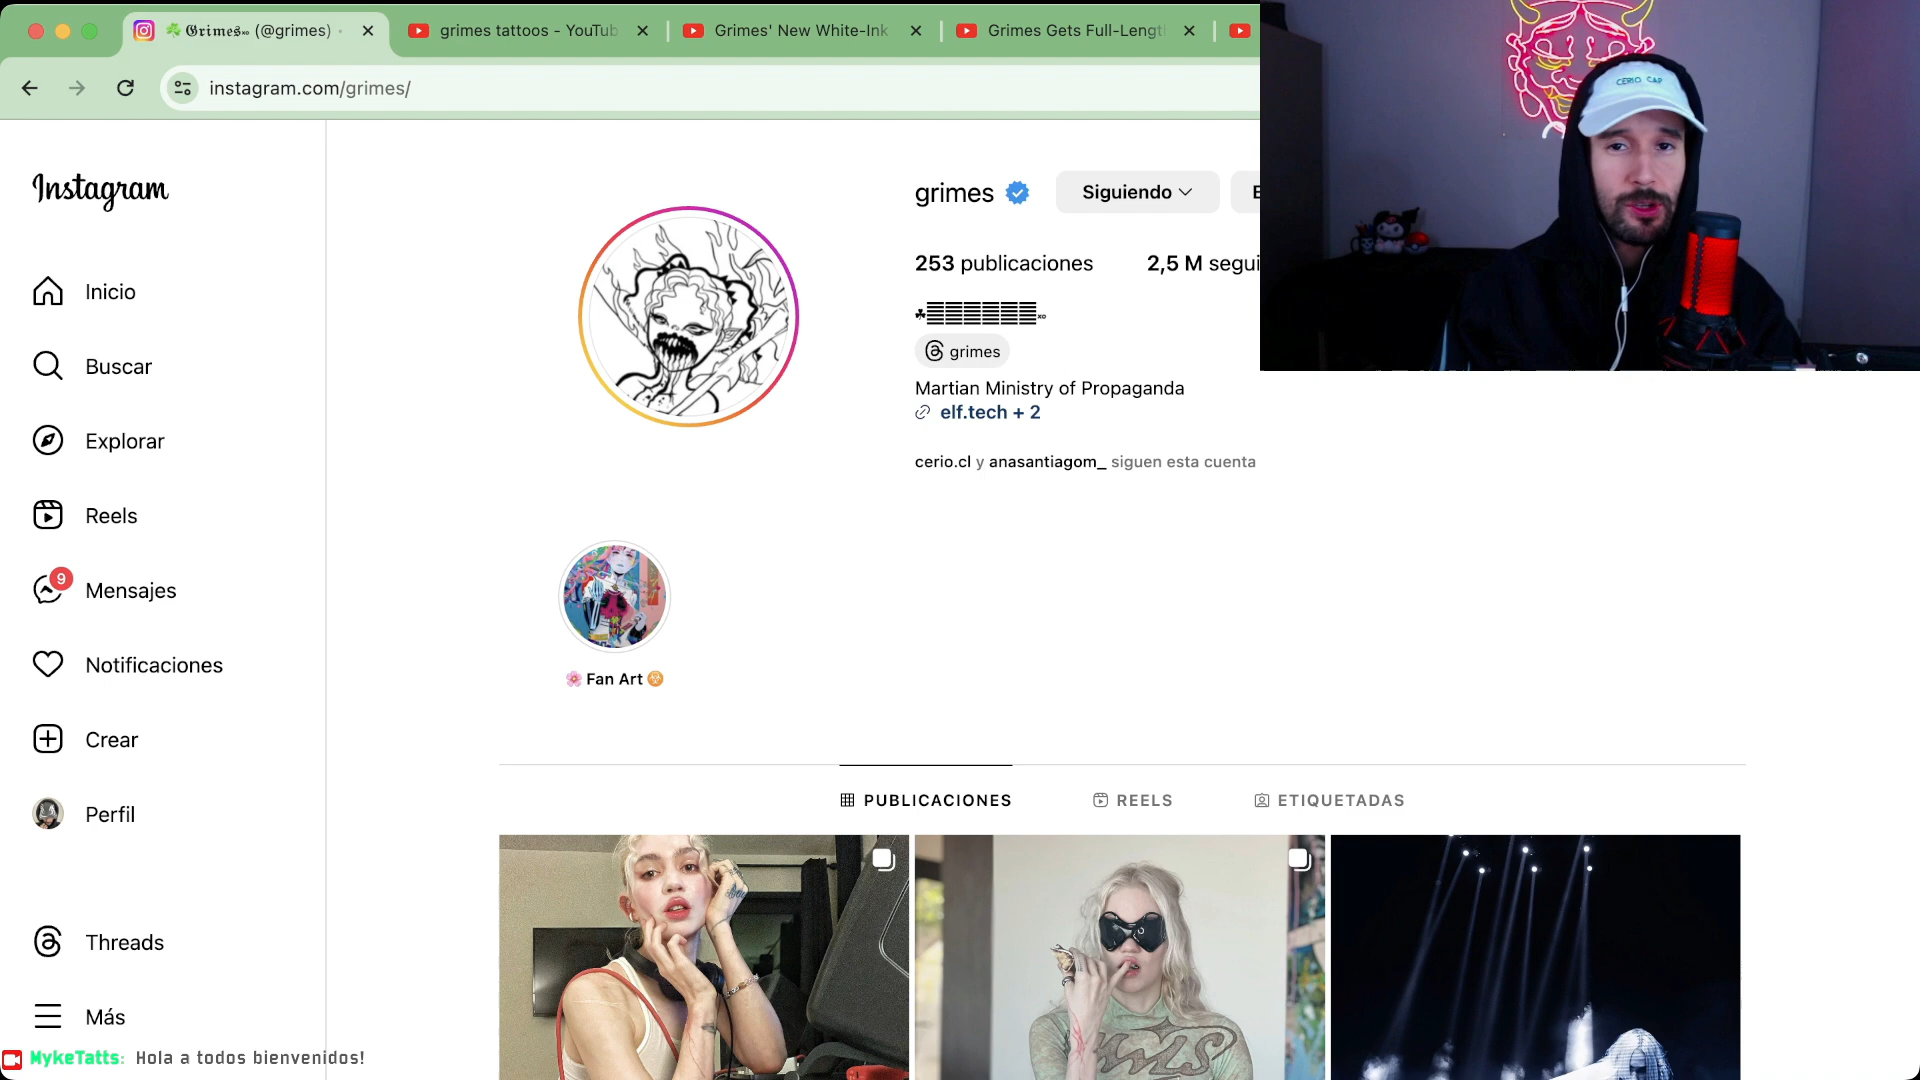 ☘️ 𝕲𝖗𝖎𝖒𝖊𝖘∞ (@grimes) ·
grimes tattoos - YouTub
Grimes' New White-Ink
Grimes Gets Full-Lengt
instagram.com/grimes/
CERIO CAP
Instagram
grimes
Siguiendo
253 publicaciones
2,5 M segui
grimes
Martian Ministry of Propaganda
elf.tech + 2
cerio.cl y anasantiagom_ siguen esta cuenta
Inicio
Buscar
Explorar
Reels
9
Mensajes
Notificaciones
Crear
Perfil
Threads
Más
🌸 Fan Art ☣
PUBLICACIONES
REELS
ETIQUETADAS
MykeTatts: Hola a todos bienvenidos!